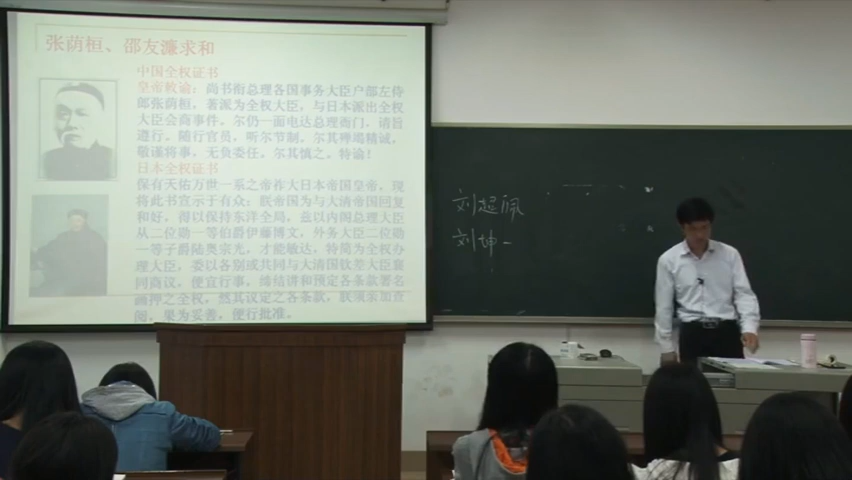 张荫桓、邵友濂求和
中国全权证书
皇帝敕谕：尚书衔总理各国事务大臣户部左侍
郎张荫桓，著派为全权大臣，与日本派出全权
大臣会商事件。尔仍一面电达总理衙门，请旨
遵行。随行官员，听尔节制。尔其殚竭精诚，
敬谨将事，无负委任。尔其慎之。特谕！
日本全权证书
保有天佑万世一系之帝祚大日本帝国皇帝，现
将此书宣示于有众：朕帝国为与大清帝国回复
和好，得以保持东洋全局，兹以内阁总理大臣
从二位勋一等伯爵伊藤博文，外务大臣二位勋
一等子爵陆奥宗光，才能敏达，特简为全权办
理大臣，委以各别或共同与大清国钦差大臣襄
同商议，便宜行事，缔结讲和预定各条款署名
画押之全权，然其议定之各条款，朕须亲加查
阅，果为妥善，便行批准。
刘超佩
刘坤一